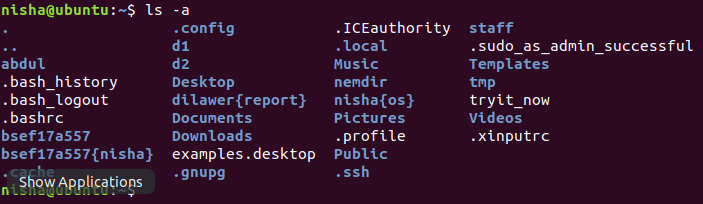 nisha@ubuntu:~$ ls -a
. .config .ICEauthority staff
.. d1 .local .sudo_as_admin_successful
abdul d2 Music Templates
.bash_history Desktop nemdir tmp
.bash_logout dilawer{report} nisha{os} tryit_now
.bashrc Documents Pictures Videos
bsef17a557 Downloads .profile .xinputrc
bsef17a557{nisha} examples.desktop Public
.cache .gnupg .ssh
Show Applications
nisha@ubuntu:~$